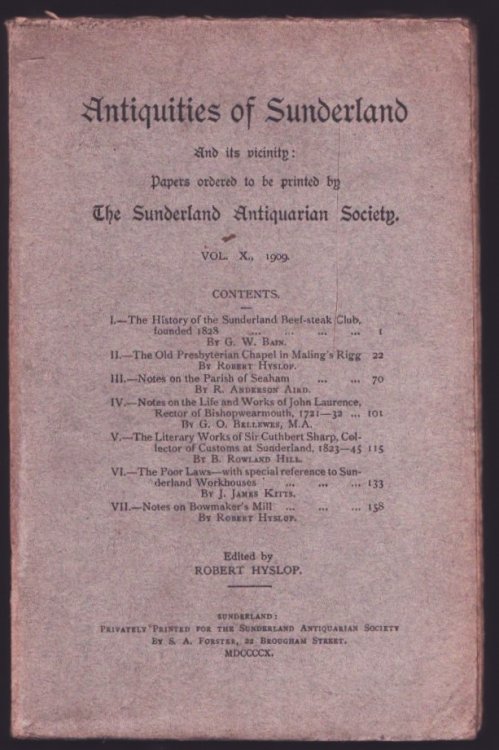 Antiquities of Sunderland
And its vicinity:
Papers ordered to be printed by
The Sunderland Antiquarian Society.
VOL. X., 1909.
CONTENTS.
I.—The History of the Sunderland Beef-steak Club,
founded 1828 ... ... ... ... 1
By G. W. Bain.
II.—The Old Presbyterian Chapel in Maling's Rigg 22
By Robert Hyslop.
III.—Notes on the Parish of Seaham ... ... 70
By R. Anderson Aird.
IV.—Notes on the Life and Works of John Laurence,
Rector of Bishopwearmouth, 1721—32 ... 101
By G. O. Bellewes, M.A.
V.—The Literary Works of Sir Cuthbert Sharp, Col-
lector of Customs at Sunderland, 1823—45 115
By B. Rowland Hill.
VI.—The Poor Laws—with special reference to Sun-
derland Workhouses ... ... ... 133
By J. James Kitts.
VII.—Notes on Bowmaker's Mill ... ... ... 158
By Robert Hyslop.
Edited by
ROBERT HYSLOP.
SUNDERLAND:
Privately Printed for the Sunderland Antiquarian Society
By S. A. Forster, 22 Brougham Street.
MDCCCCX.